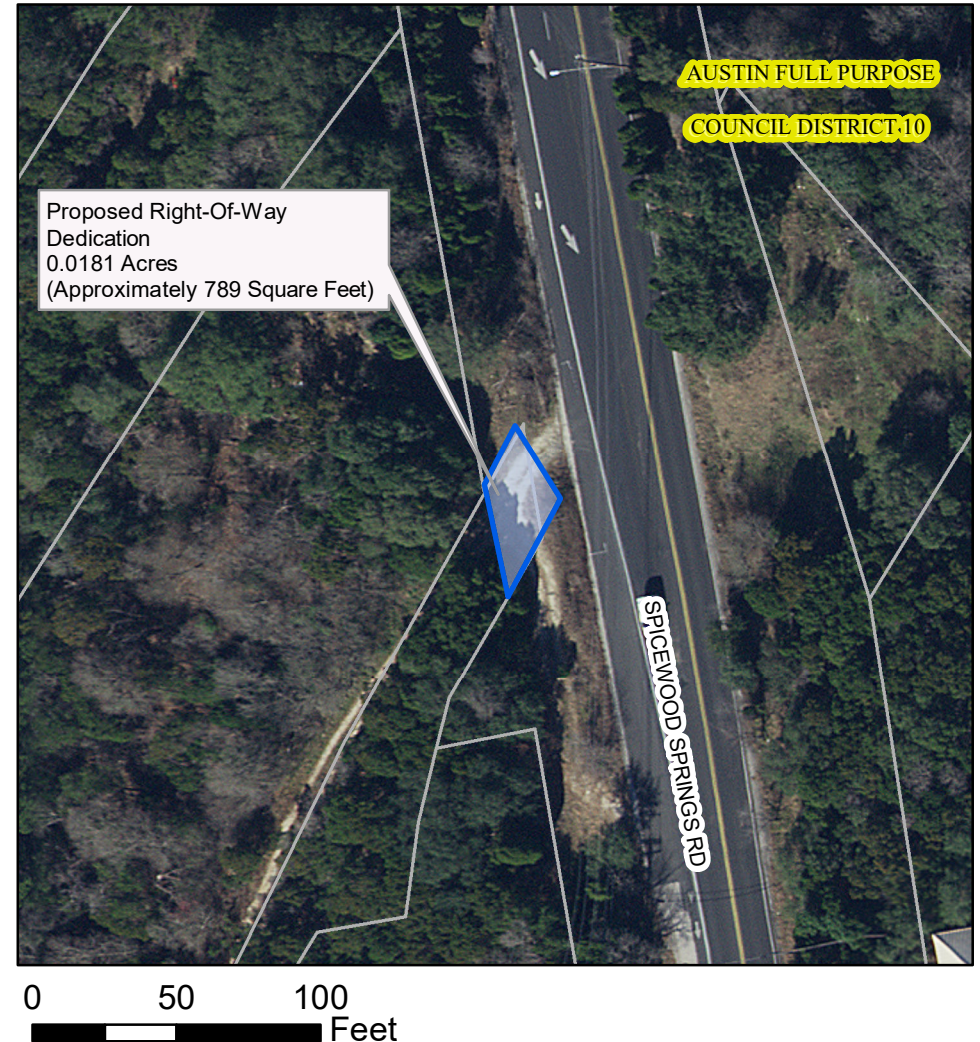 AUSTIN FULL PURPOSE
COUNCIL DISTRICT 10
Proposed Right-Of-Way
Dedication
0.0181 Acres
(Approximately 789 Square Feet)
SPICEWOOD SPRINGS RD
0 50 100
Feet